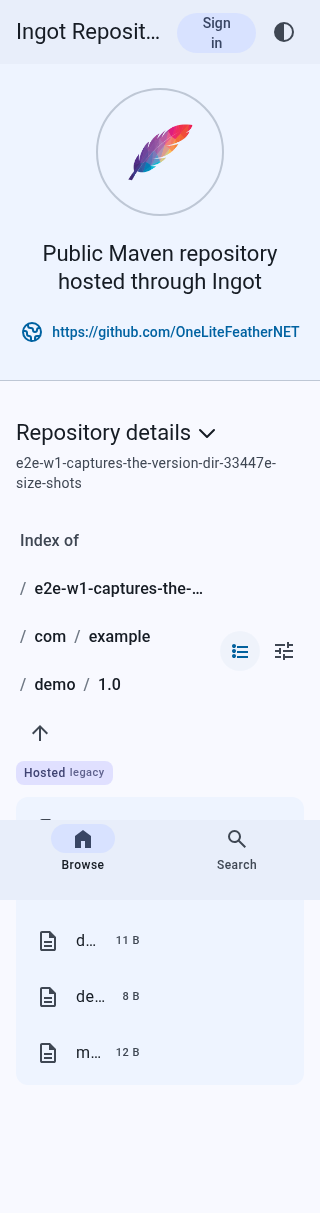 Ingot Reposit…
Sign
in
Public Maven repository
hosted through Ingot
https://github.com/OneLiteFeatherNET
Repository details
e2e-w1-captures-the-version-dir-33447e-
size-shots
Index of
/ e2e-w1-captures-the-…
/ com / example
/ demo / 1.0
Hosted legacy
Browse
Search
d… 11 B
de… 8 B
m… 12 B